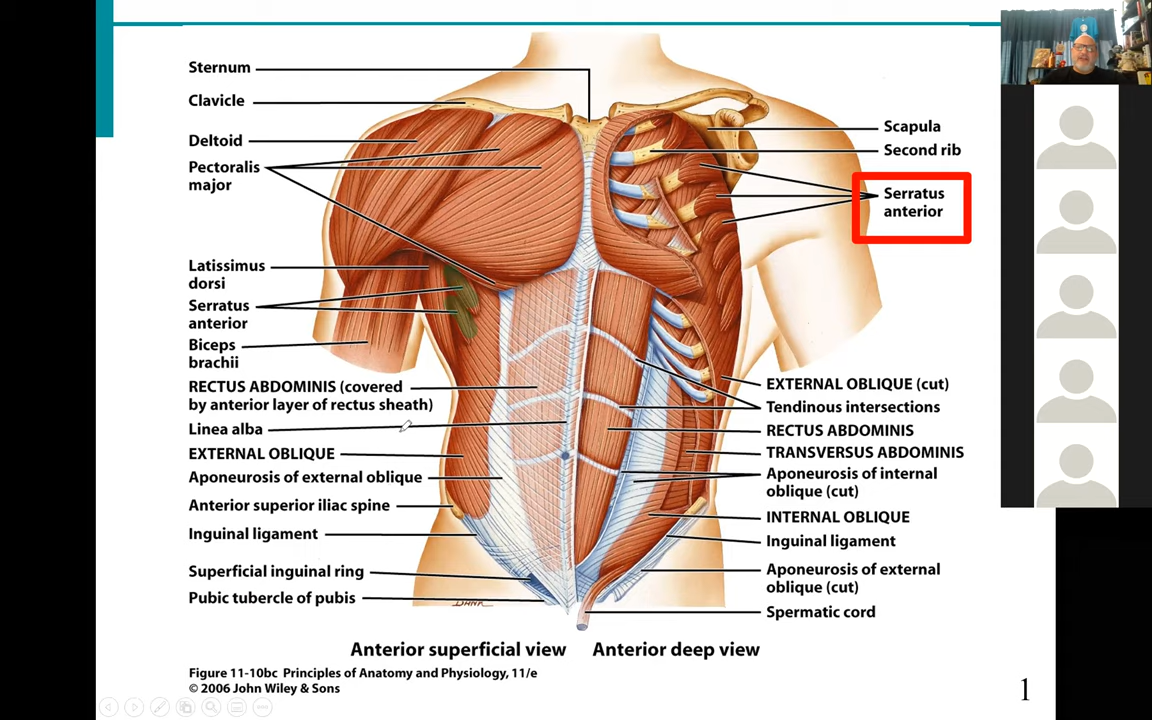 Sternum
Clavicle
Deltoid
Pectoralis
major
Latissimus
dorsi
Serratus
anterior
Biceps
brachii
RECTUS ABDOMINIS (covered
by anterior layer of rectus sheath)
Linea alba
EXTERNAL OBLIQUE
Aponeurosis of external oblique
Anterior superior iliac spine
Inguinal ligament
Superficial inguinal ring
Pubic tubercle of pubis
Scapula
Second rib
Serratus
anterior
EXTERNAL OBLIQUE (cut)
Tendinous intersections
RECTUS ABDOMINIS
TRANSVERSUS ABDOMINIS
Aponeurosis of internal
oblique (cut)
INTERNAL OBLIQUE
Inguinal ligament
Aponeurosis of external
oblique (cut)
Spermatic cord
DANK
Anterior superficial view
Anterior deep view
Figure 11-10bc Principles of Anatomy and Physiology, 11/e
© 2006 John Wiley & Sons
1